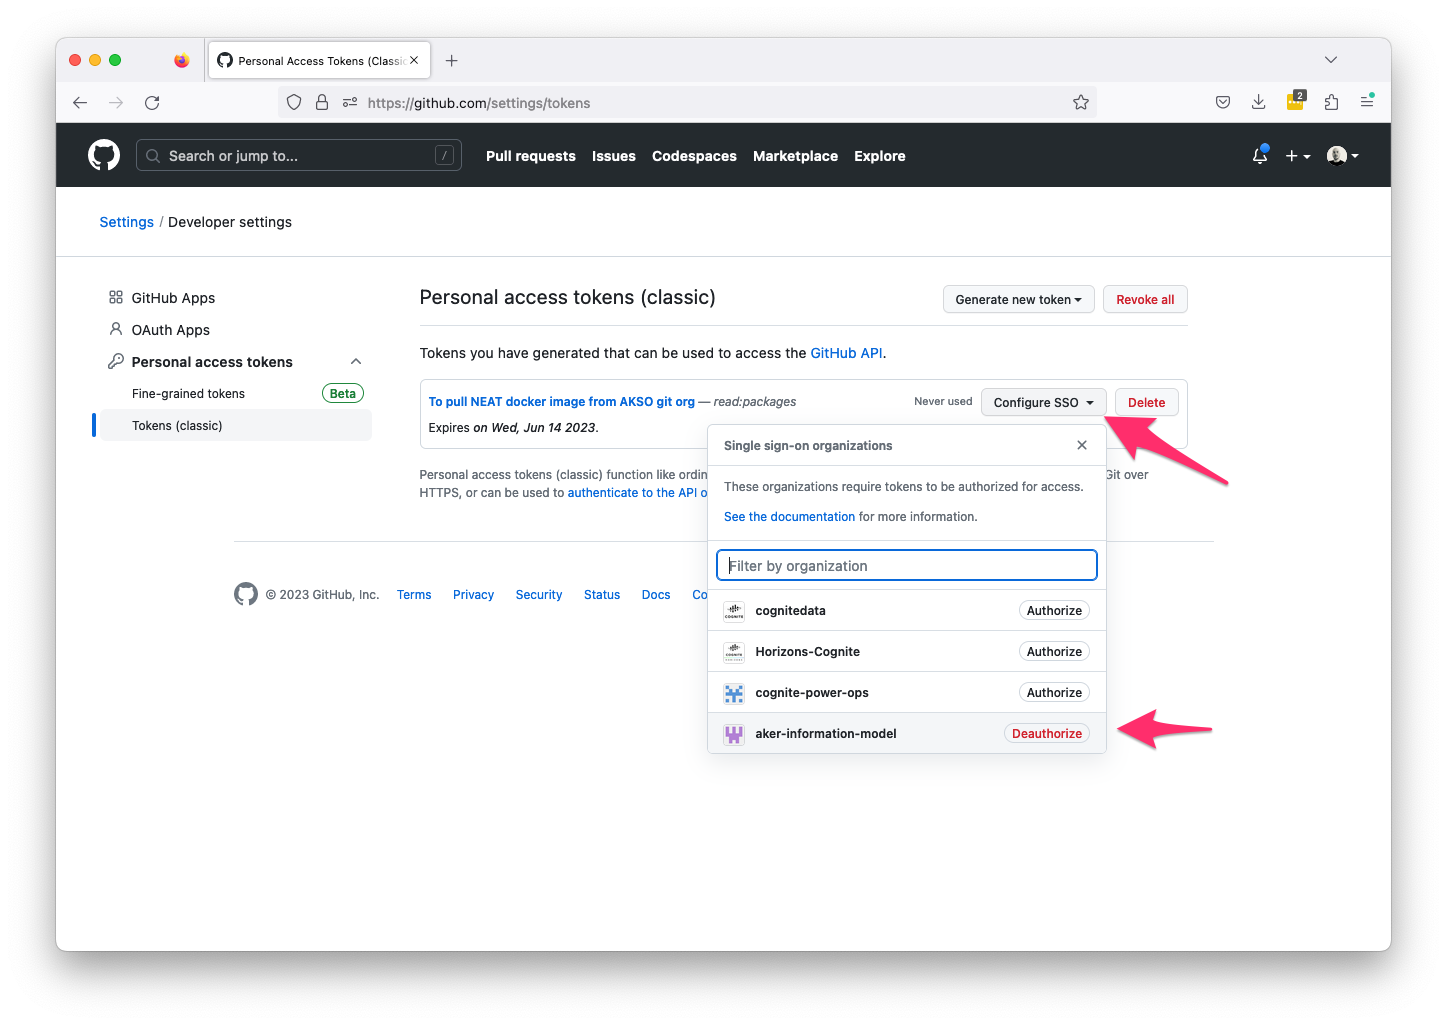 Personal Access Tokens (Classic
https://github.com/settings/tokens
2
Search or jump to... /
Pull requests Issues Codespaces Marketplace Explore
Settings / Developer settings
GitHub Apps
OAuth Apps
Personal access tokens
Fine-grained tokens Beta
Tokens (classic)
Personal access tokens (classic)
Generate new token
Revoke all
Tokens you have generated that can be used to access the GitHub API.
To pull NEAT docker image from AKSO git org — read:packages
Never used
Configure SSO
Delete
Expires on Wed, Jun 14 2023.
Personal access tokens (classic) function like ordin
Git over
HTTPS, or can be used to authenticate to the API o
Single sign-on organizations
These organizations require tokens to be authorized for access.
See the documentation for more information.
Filter by organization
cognitedata Authorize
Horizons-Cognite Authorize
cognite-power-ops Authorize
aker-information-model Deauthorize
© 2023 GitHub, Inc. Terms Privacy Security Status Docs Co